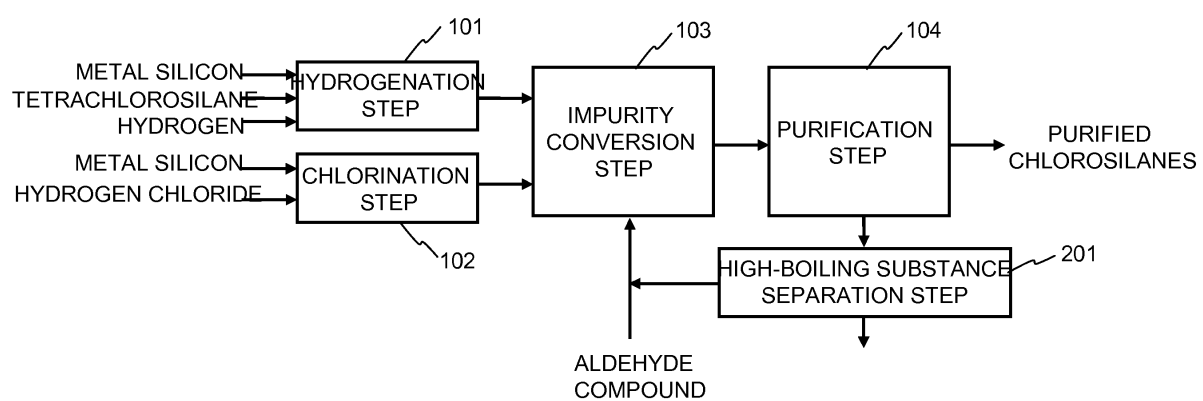 101
METAL SILICON
TETRACHLOROSILANE
HYDROGEN
HYDROGENATION
STEP
METAL SILICON
HYDROGEN CHLORIDE
CHLORINATION
STEP
102
103
IMPURITY
CONVERSION
STEP
104
PURIFICATION
STEP
PURIFIED
CHLOROSILANES
201
HIGH-BOILING SUBSTANCE
SEPARATION STEP
ALDEHYDE
COMPOUND